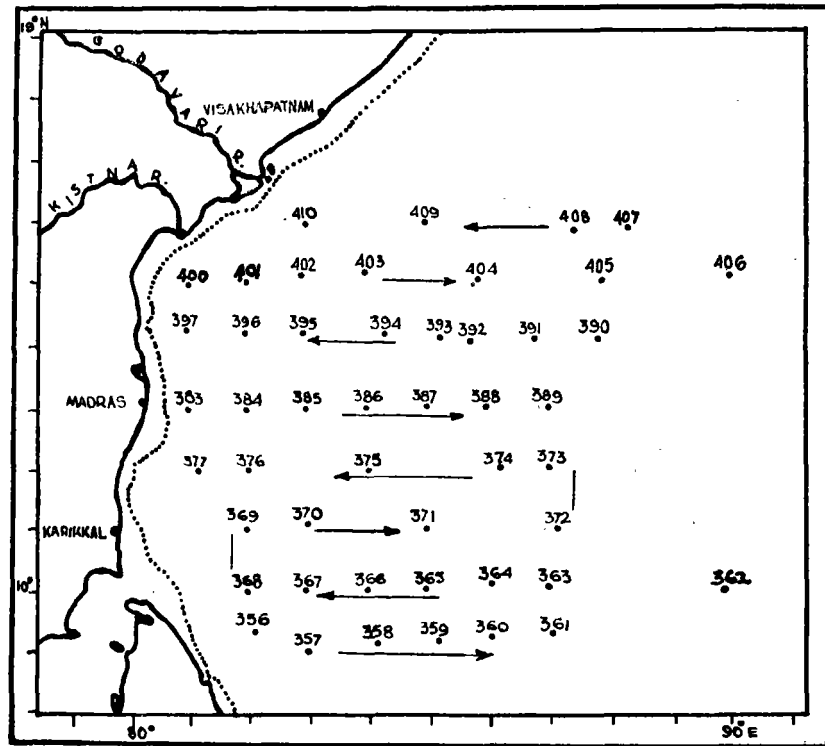 19° N
GODAVARI R.
VISAKHAPATNAM
KISTNA R.
410 409 408 407
400 401 402 403 404 405 406
397 396 395 394 393 392 391 390
MADRAS 383 384 385 386 387 388 389
377 376 375 374 373
KARIKKAL 369 370 371 372
10° 368 367 366 365 364 363 362
356 357 358 359 360 361
80° 90° E